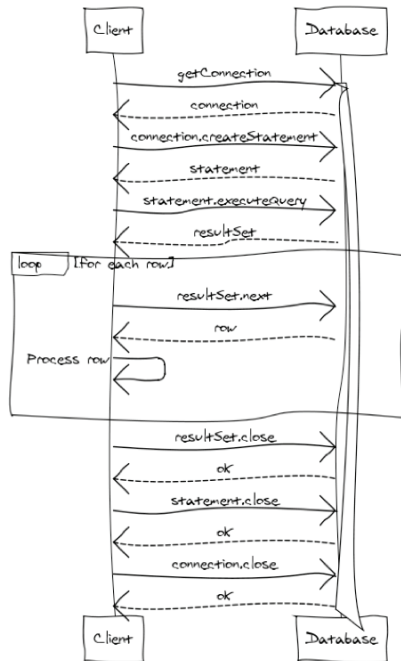 Client Database
getConnection
connection
connection.createStatement
statement
statement.executeQuery
resultSet
loop [for each row]
resultSet.next
row
Process row
resultSet.close
ok
statement.close
ok
connection.close
ok
Client Database